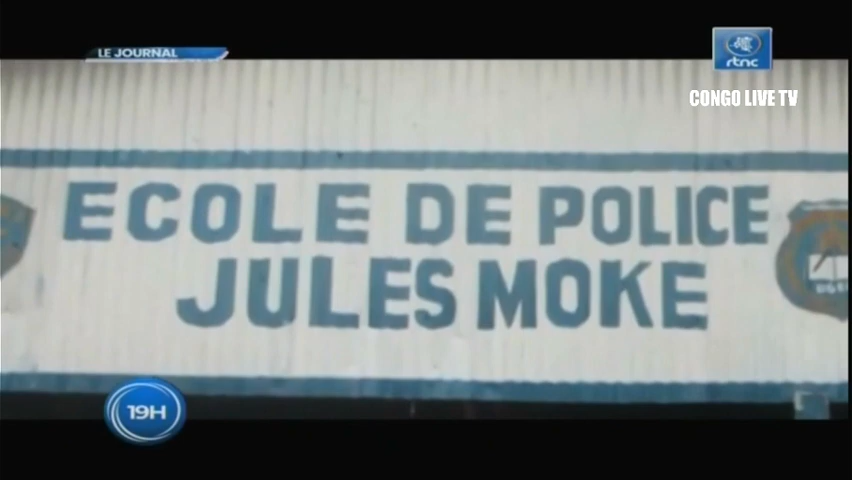 LE JOURNAL
rtnc
CONGO LIVE TV
ECOLE DE POLICE
JULES MOKE
19H